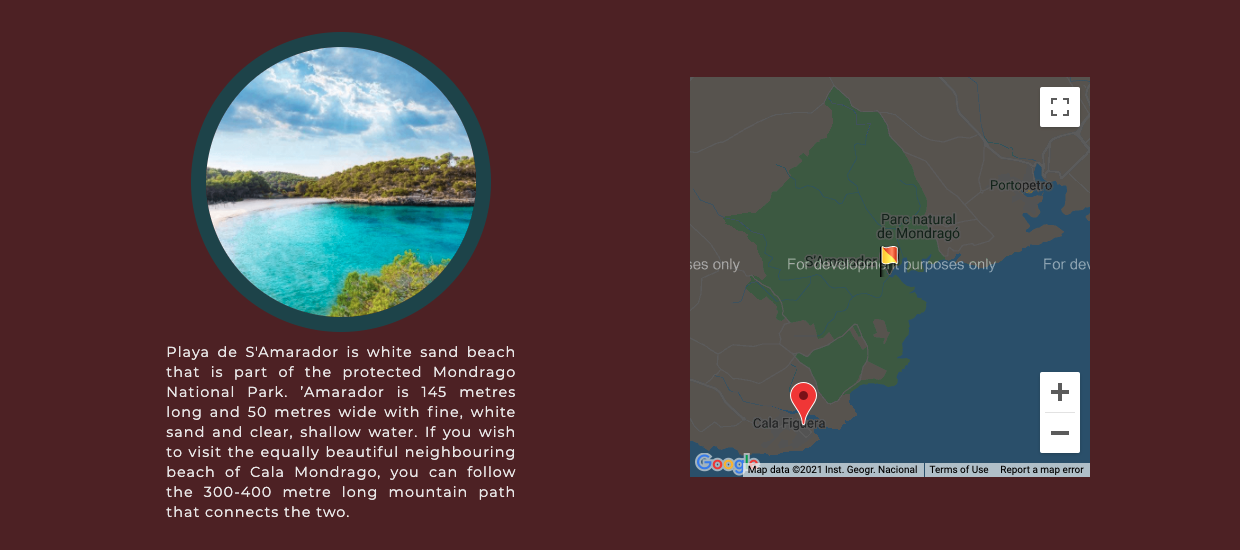 Playa de S'Amarador is white sand beach
that is part of the protected Mondrago
National Park. ’Amarador is 145 metres
long and 50 metres wide with fine, white
sand and clear, shallow water. If you wish
to visit the equally beautiful neighbouring
beach of Cala Mondrago, you can follow
the 300-400 metre long mountain path
that connects the two.
Portopetro
Parc natural
de Mondragó
S'Amarador
ses only
For development purposes only
For dev
Cala Figuera
Google
Map data ©2021 Inst. Geogr. Nacional
Terms of Use
Report a map error